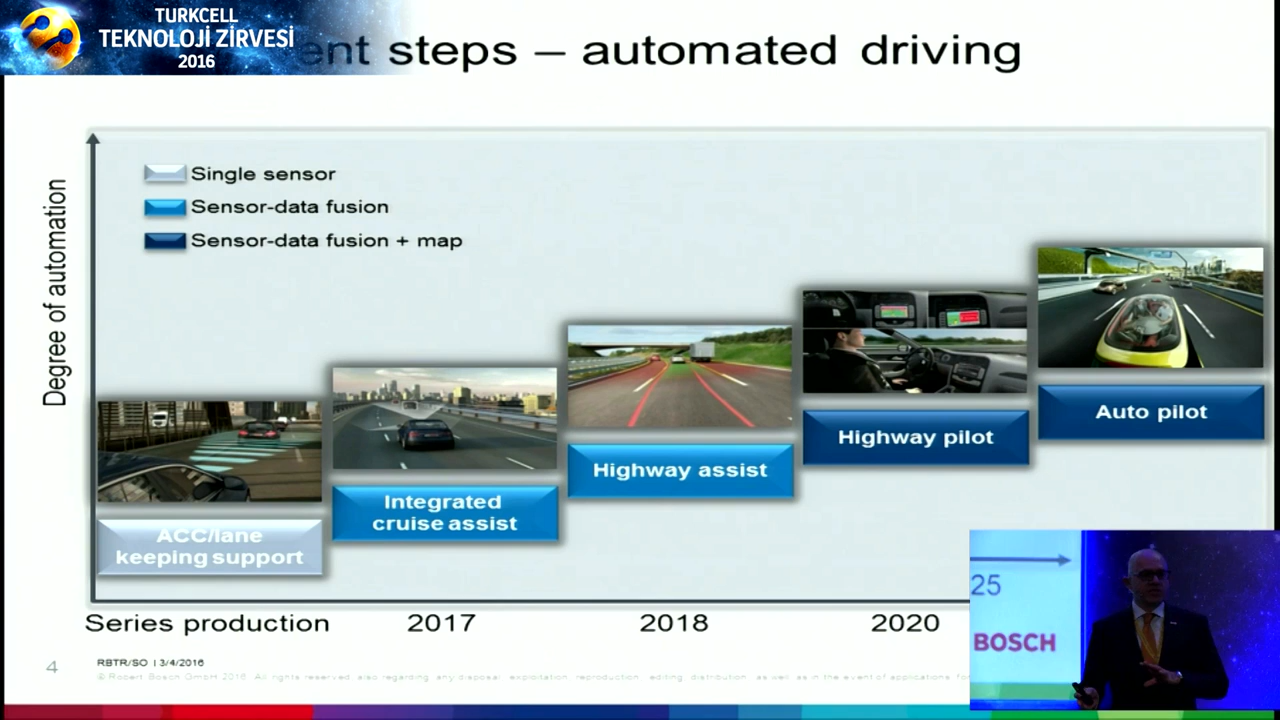 TURKCELL
TEKNOLOJİ ZİRVESİ
2016
ent steps – automated driving
Degree of automation
Single sensor
Sensor-data fusion
Sensor-data fusion + map
ACC/lane
keeping support
Integrated
cruise assist
Highway assist
Highway pilot
Auto pilot
Series production
2017
2018
2020
25
BOSCH
4
RBTR/SO | 3/4/2016
© Robert Bosch GmbH 2016. All rights reserved, also regarding any disposal, exploitation, reproduction, editing, distribution, as well as in the event of applications for